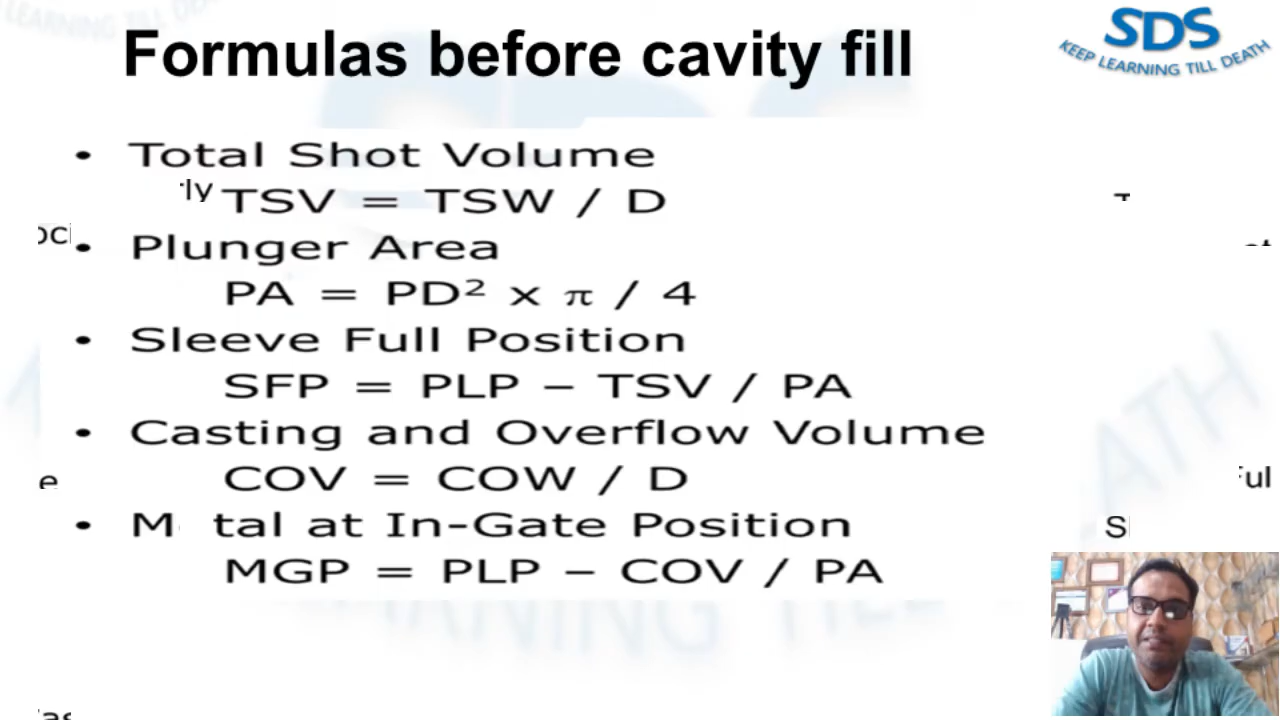 Formulas before cavity fill
SDS
KEEP LEARNING TILL DEATH
• Total Shot Volume
TSV = TSW / D
• Plunger Area
PA = PD² x π / 4
• Sleeve Full Position
SFP = PLP – TSV / PA
• Casting and Overflow Volume
COV = COW / D
• M tal at In-Gate Position
MGP = PLP – COV / PA